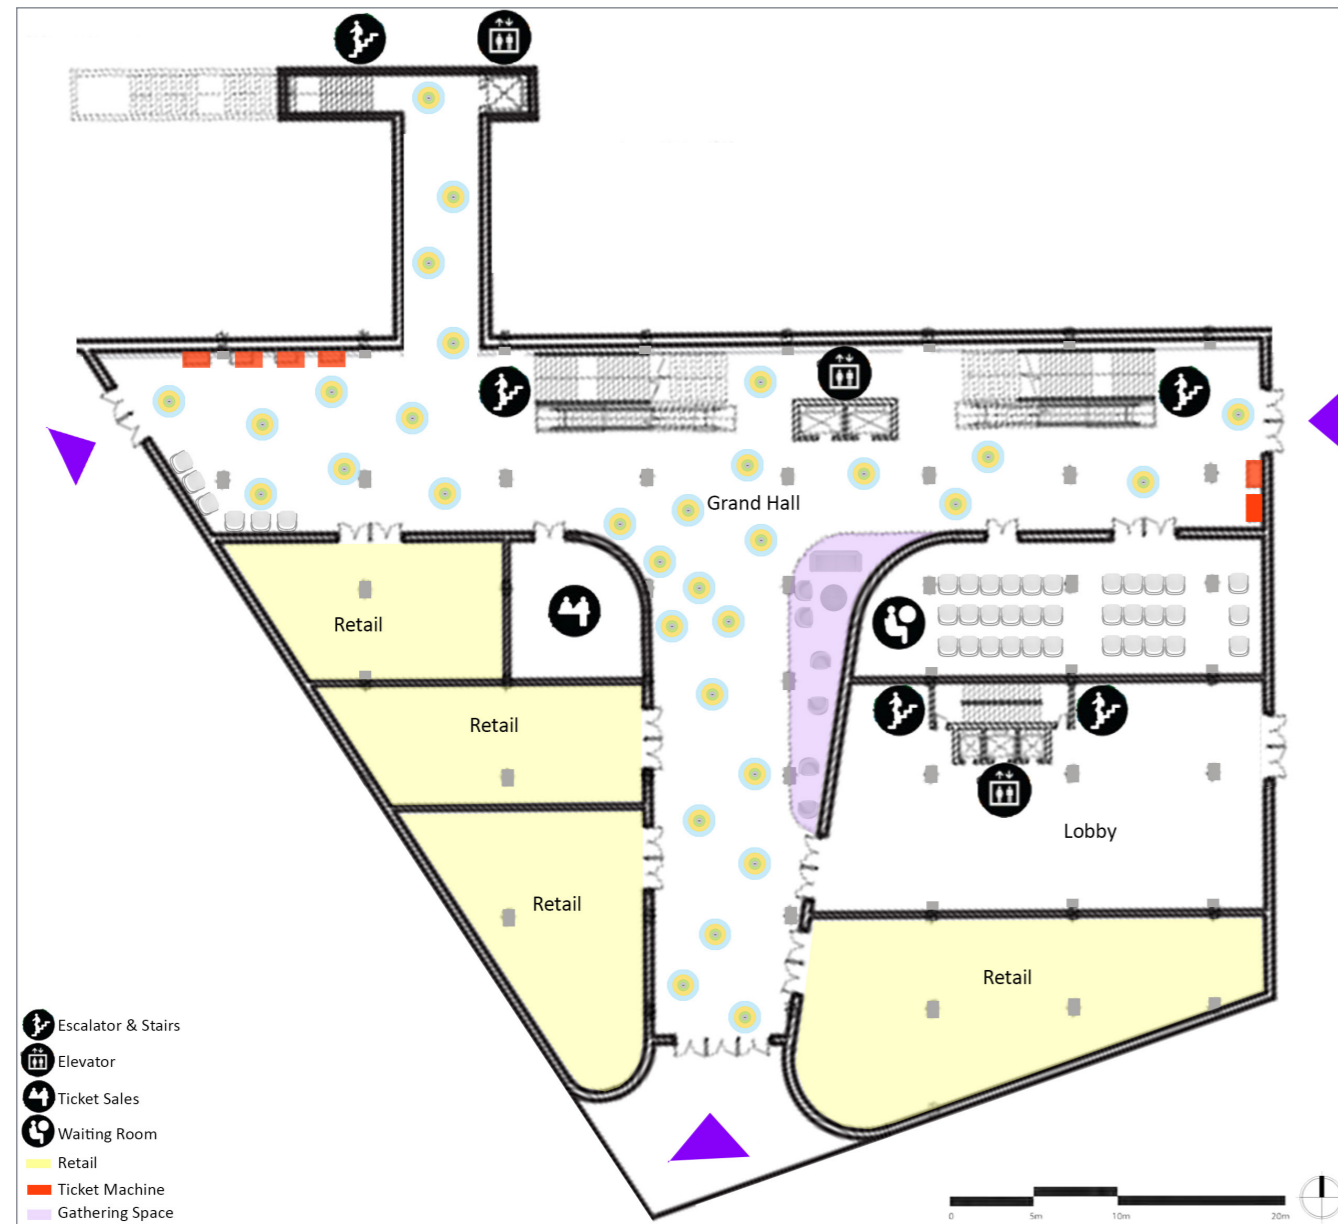 Grand Hall
Retail
Retail
Lobby
Retail
Retail
Escalator & Stairs
Elevator
Ticket Sales
Waiting Room
Retail
Ticket Machine
Gathering Space
0 5m 10m 20m